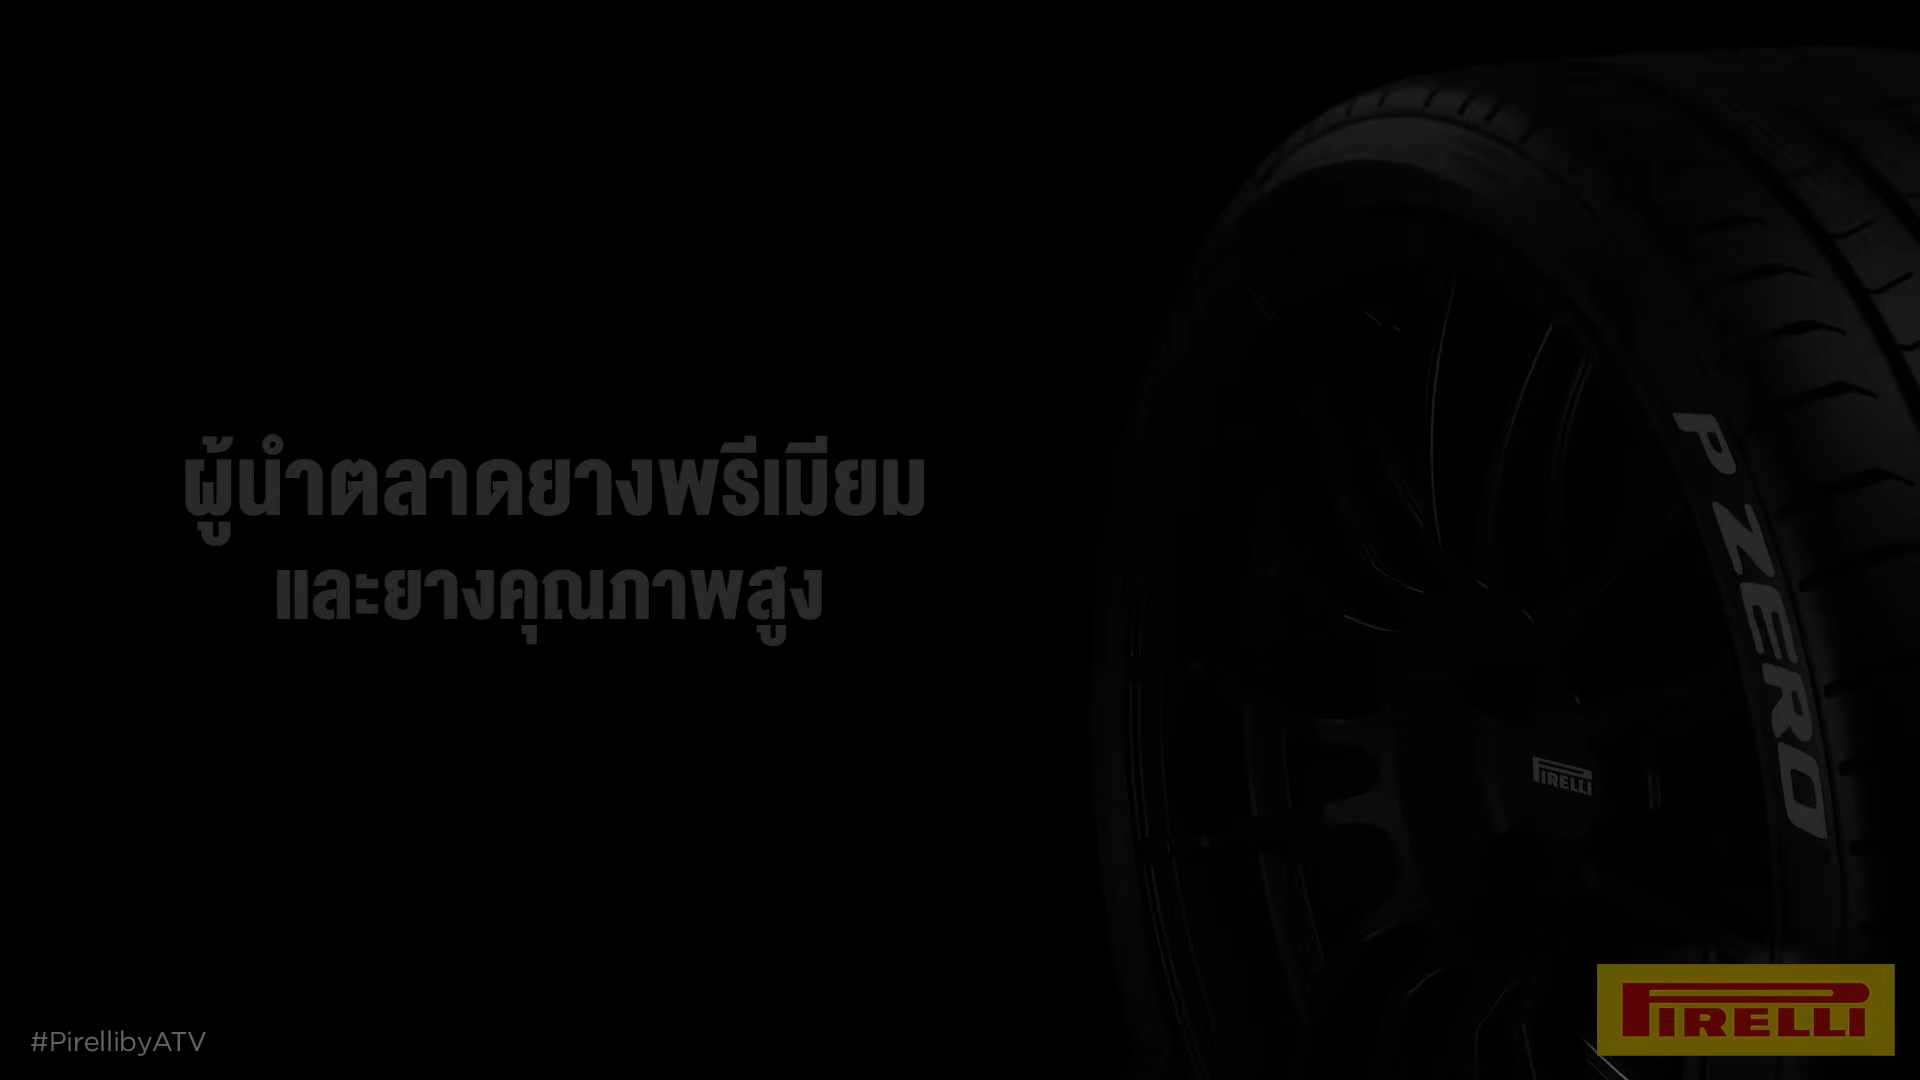 ผู้นำตลาดยางพรีเมียม
และยางคุณภาพสูง
P ZERO
PIRELLI
#PirellibyATV
PIRELLI